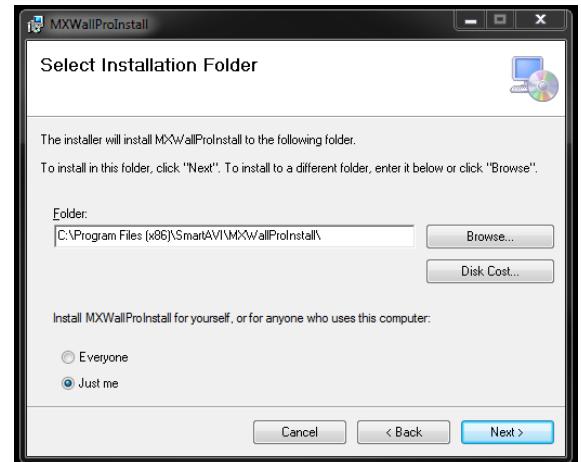 MXWallProInstall
Select Installation Folder
The installer will install MXWallProInstall to the following folder.
To install in this folder, click "Next". To install to a different folder, enter it below or click "Browse".
Folder:
C:\Program Files (x86)\SmartAVI\MXWallProInstall\
Browse...
Disk Cost...
Install MXWallProInstall for yourself, or for anyone who uses this computer:
Everyone
Just me
Cancel
< Back
Next >